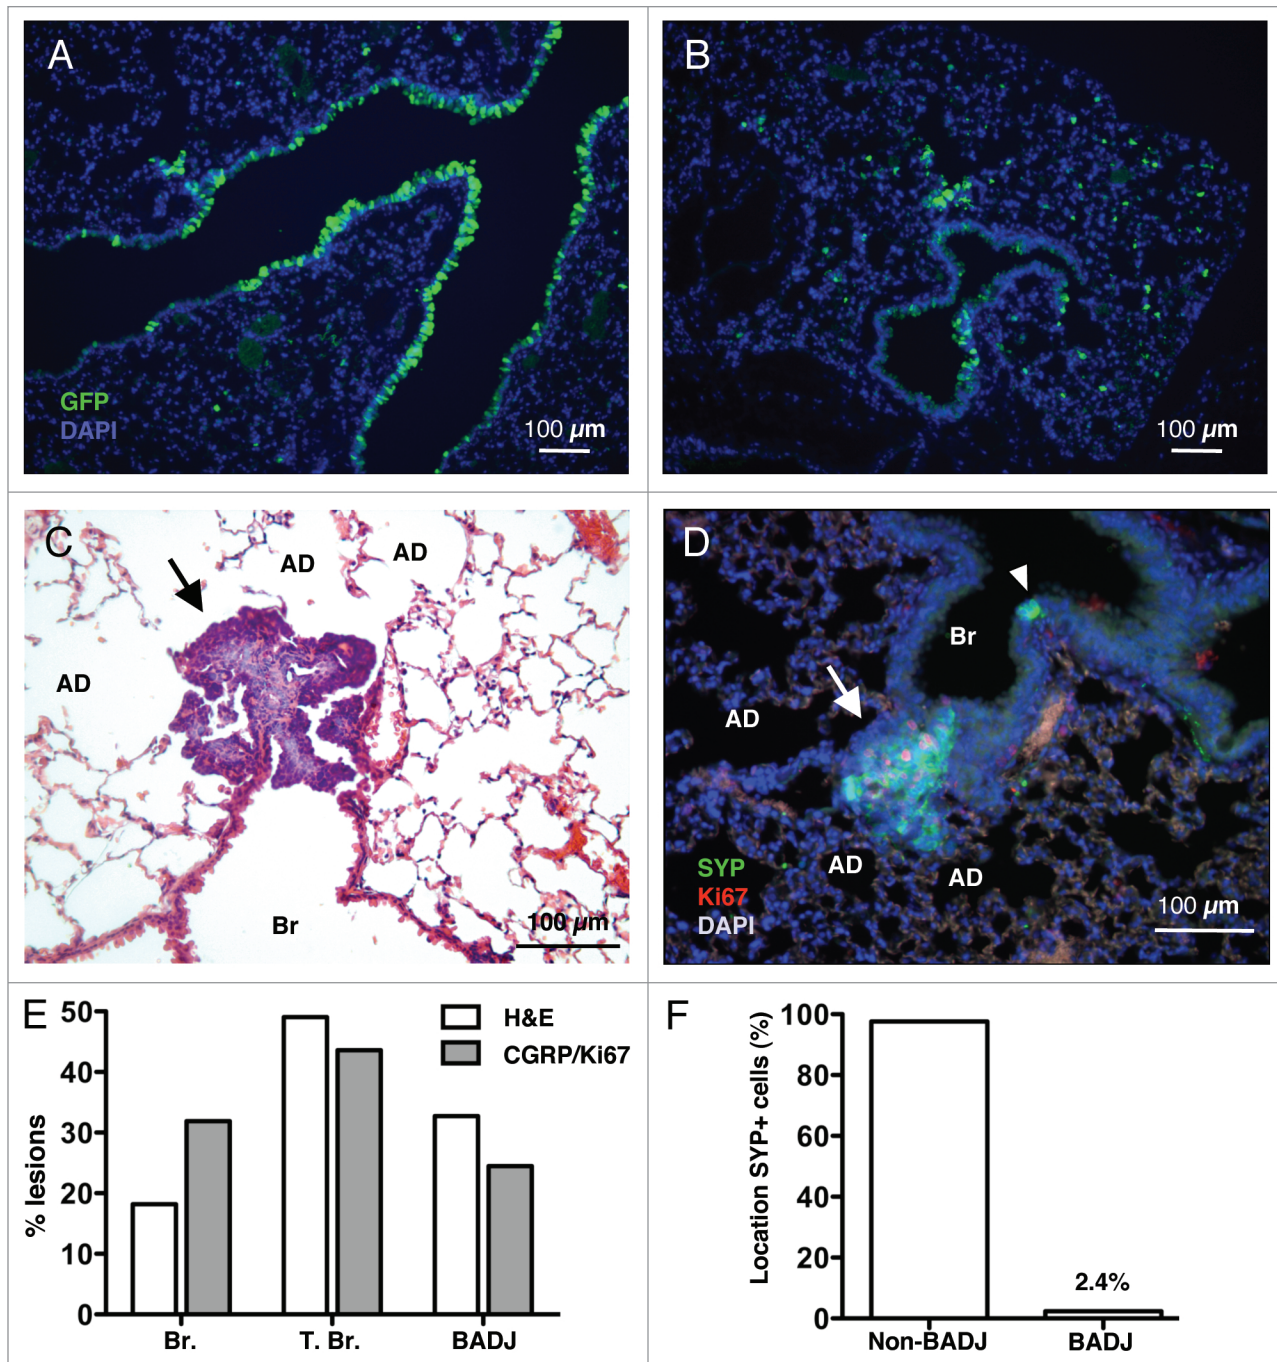 A
GFP
DAPI
100 µm
B
100 µm
C
AD
AD
AD
Br
100 µm
D
Br
AD
AD
AD
SYP
Ki67
DAPI
100 µm
E
% lesions
50
40
30
20
10
0
H&E
CGRP/Ki67
Br.
T. Br.
BADJ
F
Location SYP+ cells (%)
100
80
60
40
20
0
2.4%
Non-BADJ
BADJ